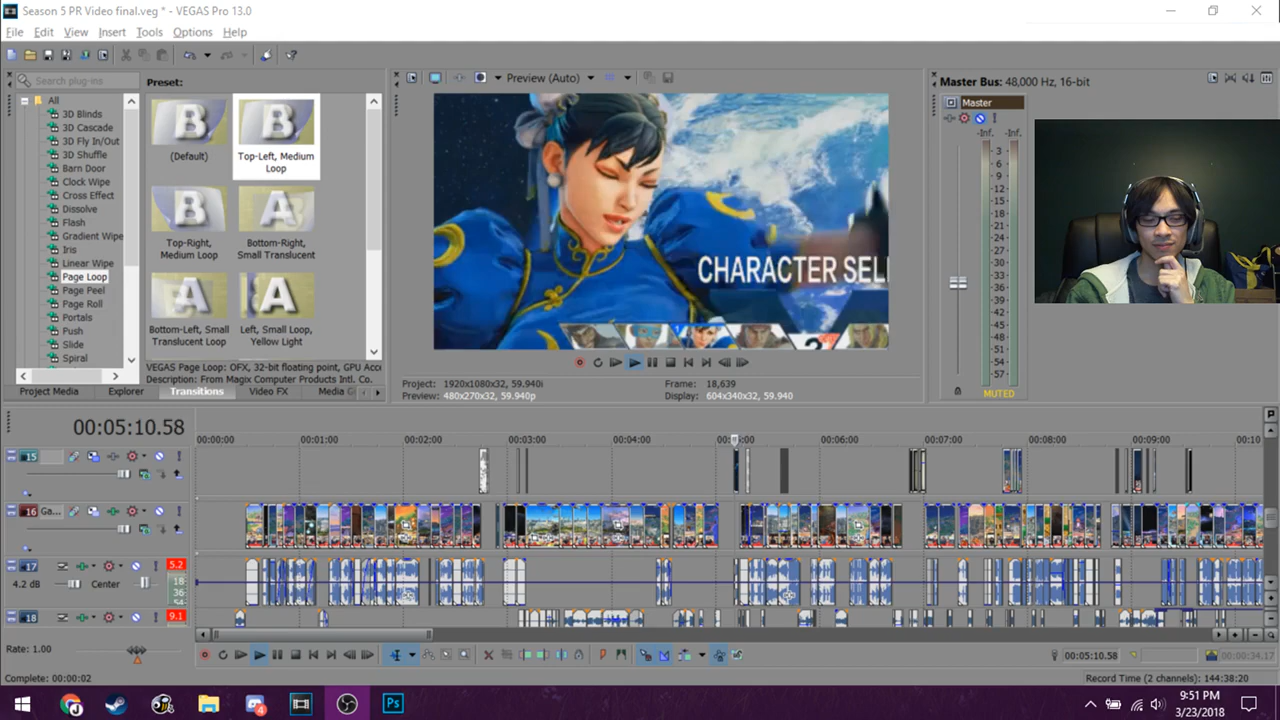 Season 5 PR Video final.veg * - VEGAS Pro 13.0
File Edit View Insert Tools Options Help
Search plug-ins
Preset:
All
3D Blinds
3D Cascade
3D Fly In/Out
3D Shuffle
Barn Door
Clock Wipe
Cross Effect
Dissolve
Flash
Gradient Wipe
Iris
Linear Wipe
Page Loop
Page Peel
Page Roll
Portals
Push
Slide
Spiral
(Default)
Top-Left, Medium Loop
Top-Right, Medium Loop
Bottom-Right, Small Translucent
Bottom-Left, Small Translucent Loop
Left, Small Loop, Yellow Light
VEGAS Page Loop: OFX, 32-bit floating point, GPU Acce
Description: From Magix Computer Products Intl. Co.
Project Media Explorer Transitions Video FX Media G
Preview (Auto)
CHARACTER SEL
Project: 1920x1080x32, 59.940i Frame: 18,639
Preview: 480x270x32, 59.940p Display: 604x340x32, 59.940
Master Bus: 48,000 Hz, 16-bit
Master
-Inf. -Inf.
3
6
9
12
15
18
21
24
27
30
33
36
39
42
45
48
51
54
57
MUTED
00:05:10.58
00:00:00 00:01:00 00:02:00 00:03:00 00:04:00 00:05:00 00:06:00 00:07:00 00:08:00 00:09:00 00:10
15
16 Ga...
17 5.2
4.2 dB Center 18
36
54
18 9.1
Rate: 1.00
00:05:10.58 00:00:34.17
Complete: 00:00:02
Record Time (2 channels): 144:38:20
9:51 PM
3/23/2018